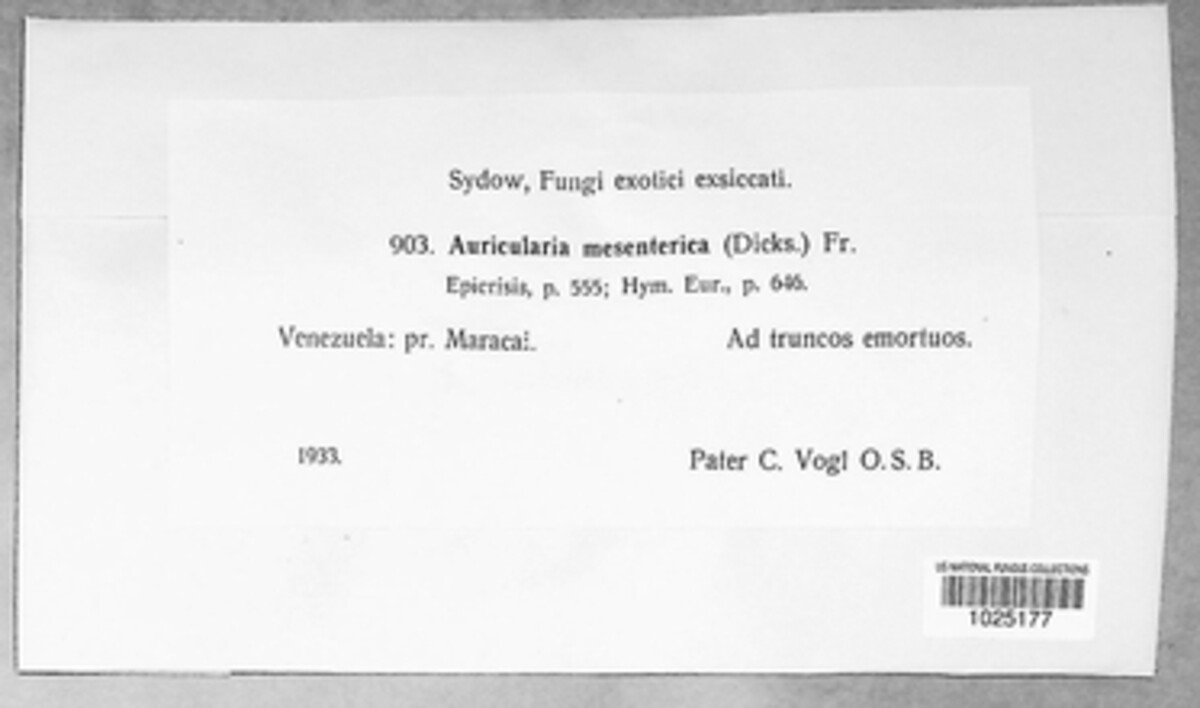 Sydow, Fungi exotici exsiccati.
903. Auricularia mesenterica (Dicks.) Fr.
Epicrisis, p. 555; Hym. Eur., p. 646.
Venezuela: pr. Maracai. Ad truncos emortuos.
1933. Pater C. Vogl O. S. B.
US NATIONAL FUNGUS COLLECTIONS
1025177